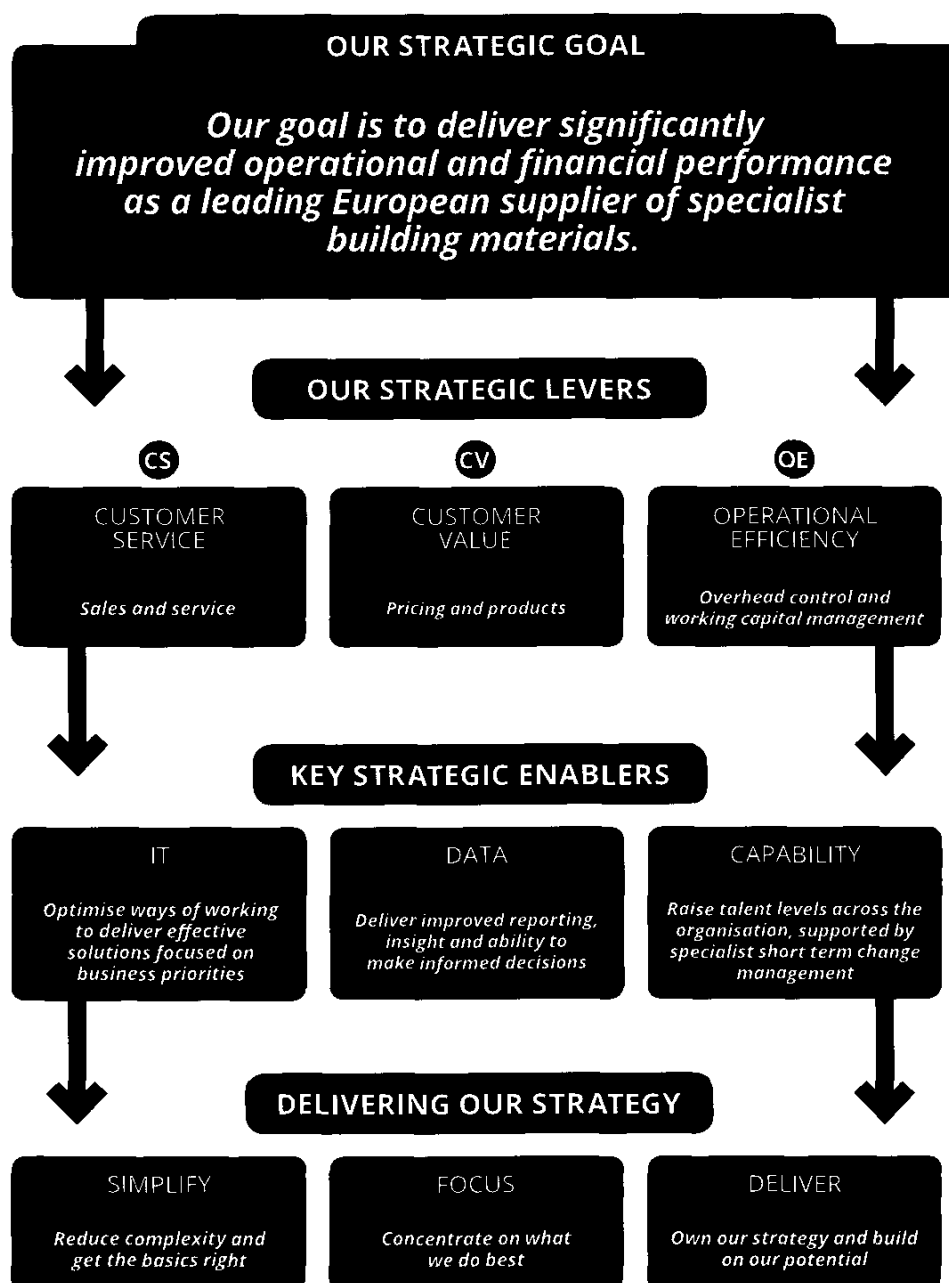 OUR STRATEGIC GOAL
Our goal is to deliver significantly
improved operational and financial performance
as a leading European supplier of specialist
building materials.
OUR STRATEGIC LEVERS
CS
CV
OE
CUSTOMER
SERVICE
Sales and service
CUSTOMER
VALUE
Pricing and products
OPERATIONAL
EFFICIENCY
Overhead control and
working capital management
KEY STRATEGIC ENABLERS
IT
Optimise ways of working
to deliver effective
solutions focused on
business priorities
DATA
Deliver improved reporting,
insight and ability to
make informed decisions
CAPABILITY
Raise talent levels across the
organisation, supported by
specialist short term change
management
DELIVERING OUR STRATEGY
SIMPLIFY
Reduce complexity and
get the basics right
FOCUS
Concentrate on what
we do best
DELIVER
Own our strategy and build
on our potential